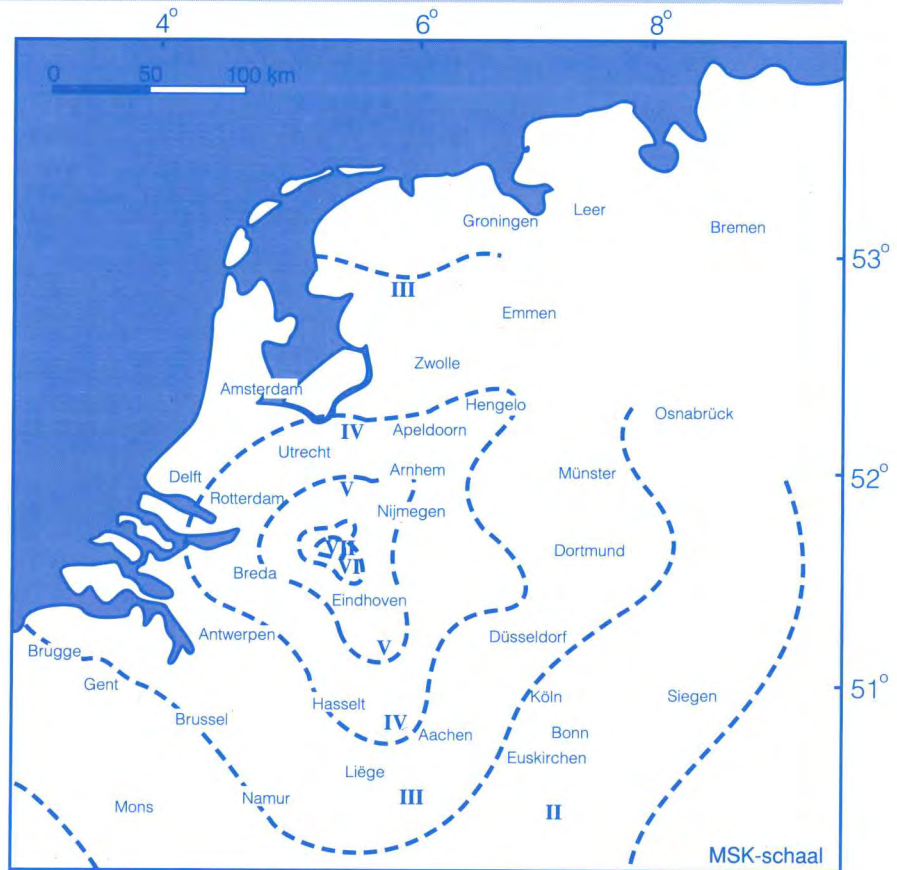 4° 6° 8°
0 50 100 km
Groningen
Leer
Bremen
53°
III
Emmen
Zwolle
Amsterdam
Hengelo
Osnabrück
IV
Apeldoorn
Utrecht
Arnhem
Münster
52°
Delft
V
Rotterdam
Nijmegen
VII
Dortmund
VI
Breda
Eindhoven
Antwerpen
Düsseldorf
V
Brugge
Gent
Hasselt
Köln
Siegen
51°
Brussel
IV
Aachen
Bonn
Euskirchen
Liëge
Namur
III
Mons
II
MSK-schaal